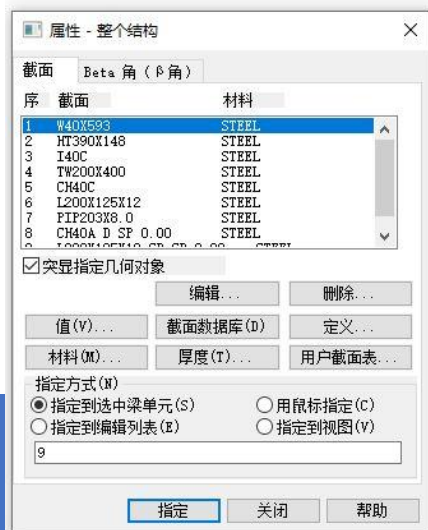 属性 - 整个结构
截面 Beta 角 (β角)
序 截面 材料
1 W40X593 STEEL
2 HT390X148 STEEL
3 I40C STEEL
4 TW200X400 STEEL
5 CH40C STEEL
6 L200X125X12 STEEL
7 PIP203X8.0 STEEL
8 CH40A D SP 0.00 STEEL
突显指定几何对象
编辑... 删除...
值(V)... 截面数据库(D) 定义...
材料(M)... 厚度(T)... 用户截面表...
指定方式(N)
指定到选中梁单元(S) 用鼠标指定(C)
指定到编辑列表(E) 指定到视图(V)
9
指定 关闭 帮助